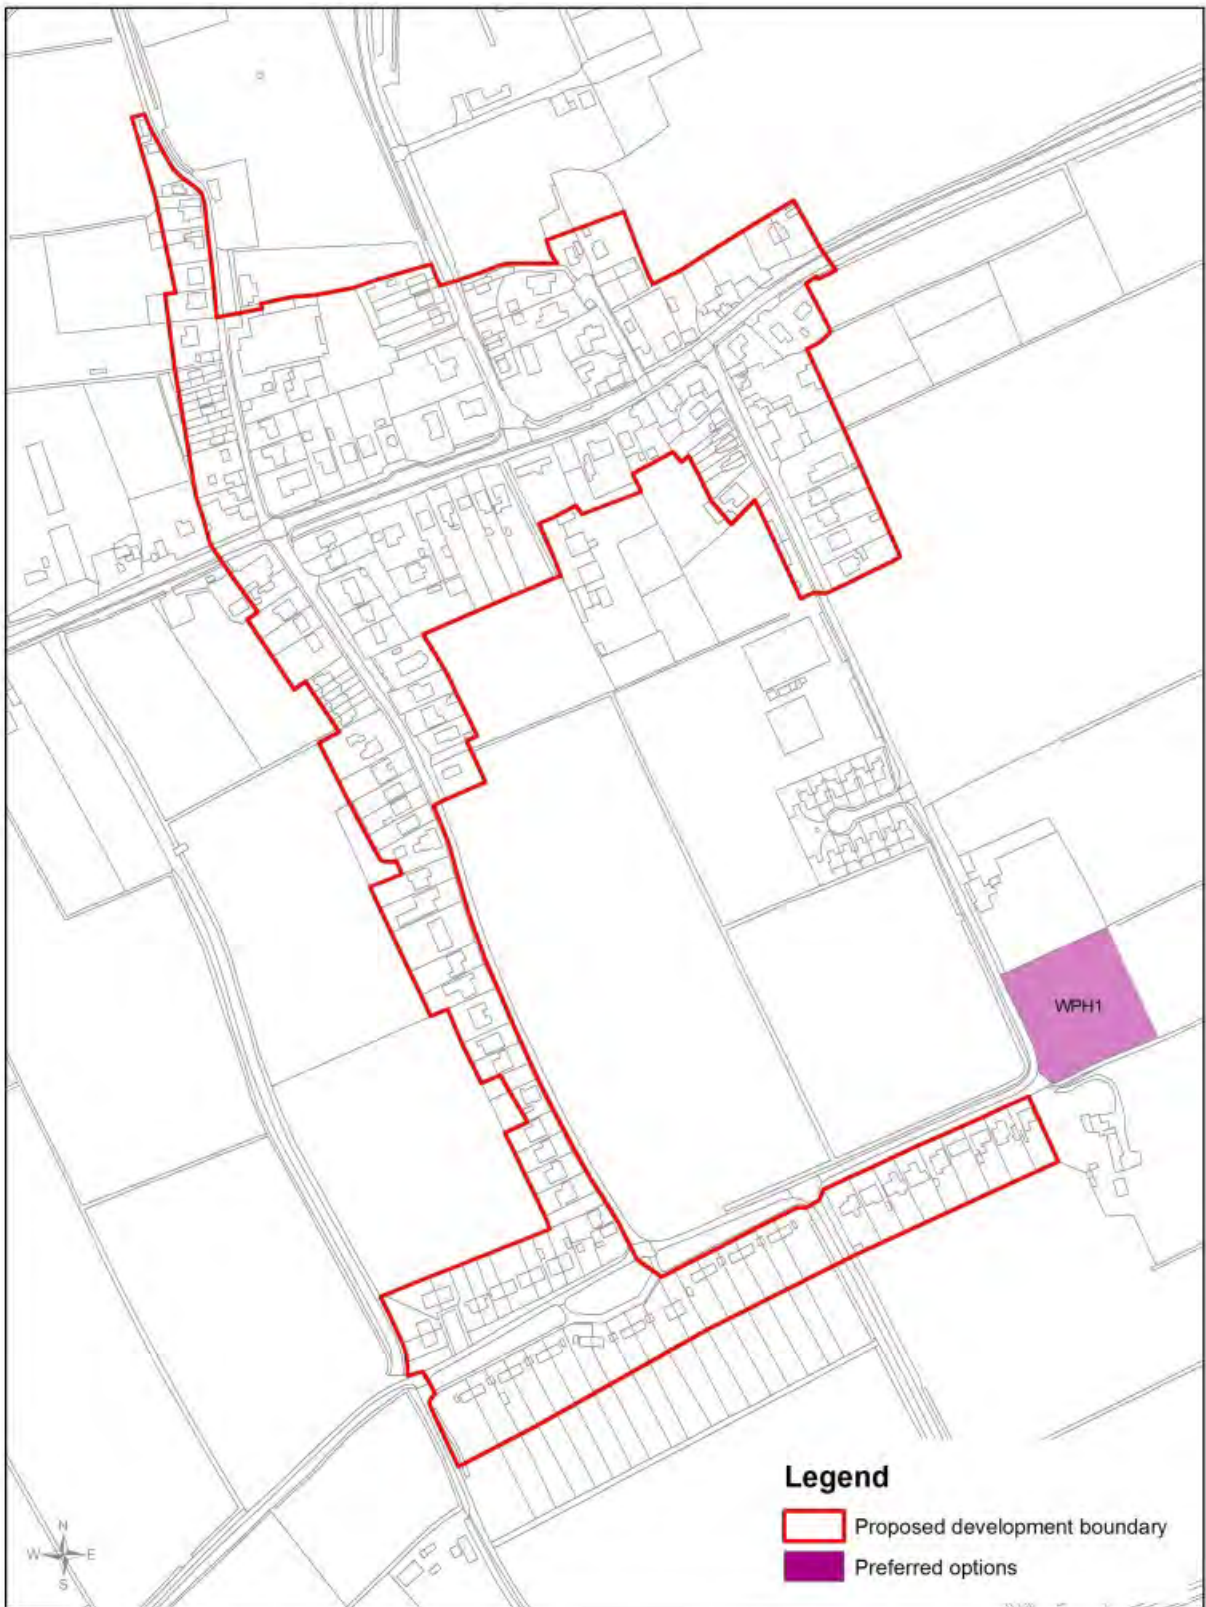 WPH1
Legend
Proposed development boundary
Preferred options
N
W E
S